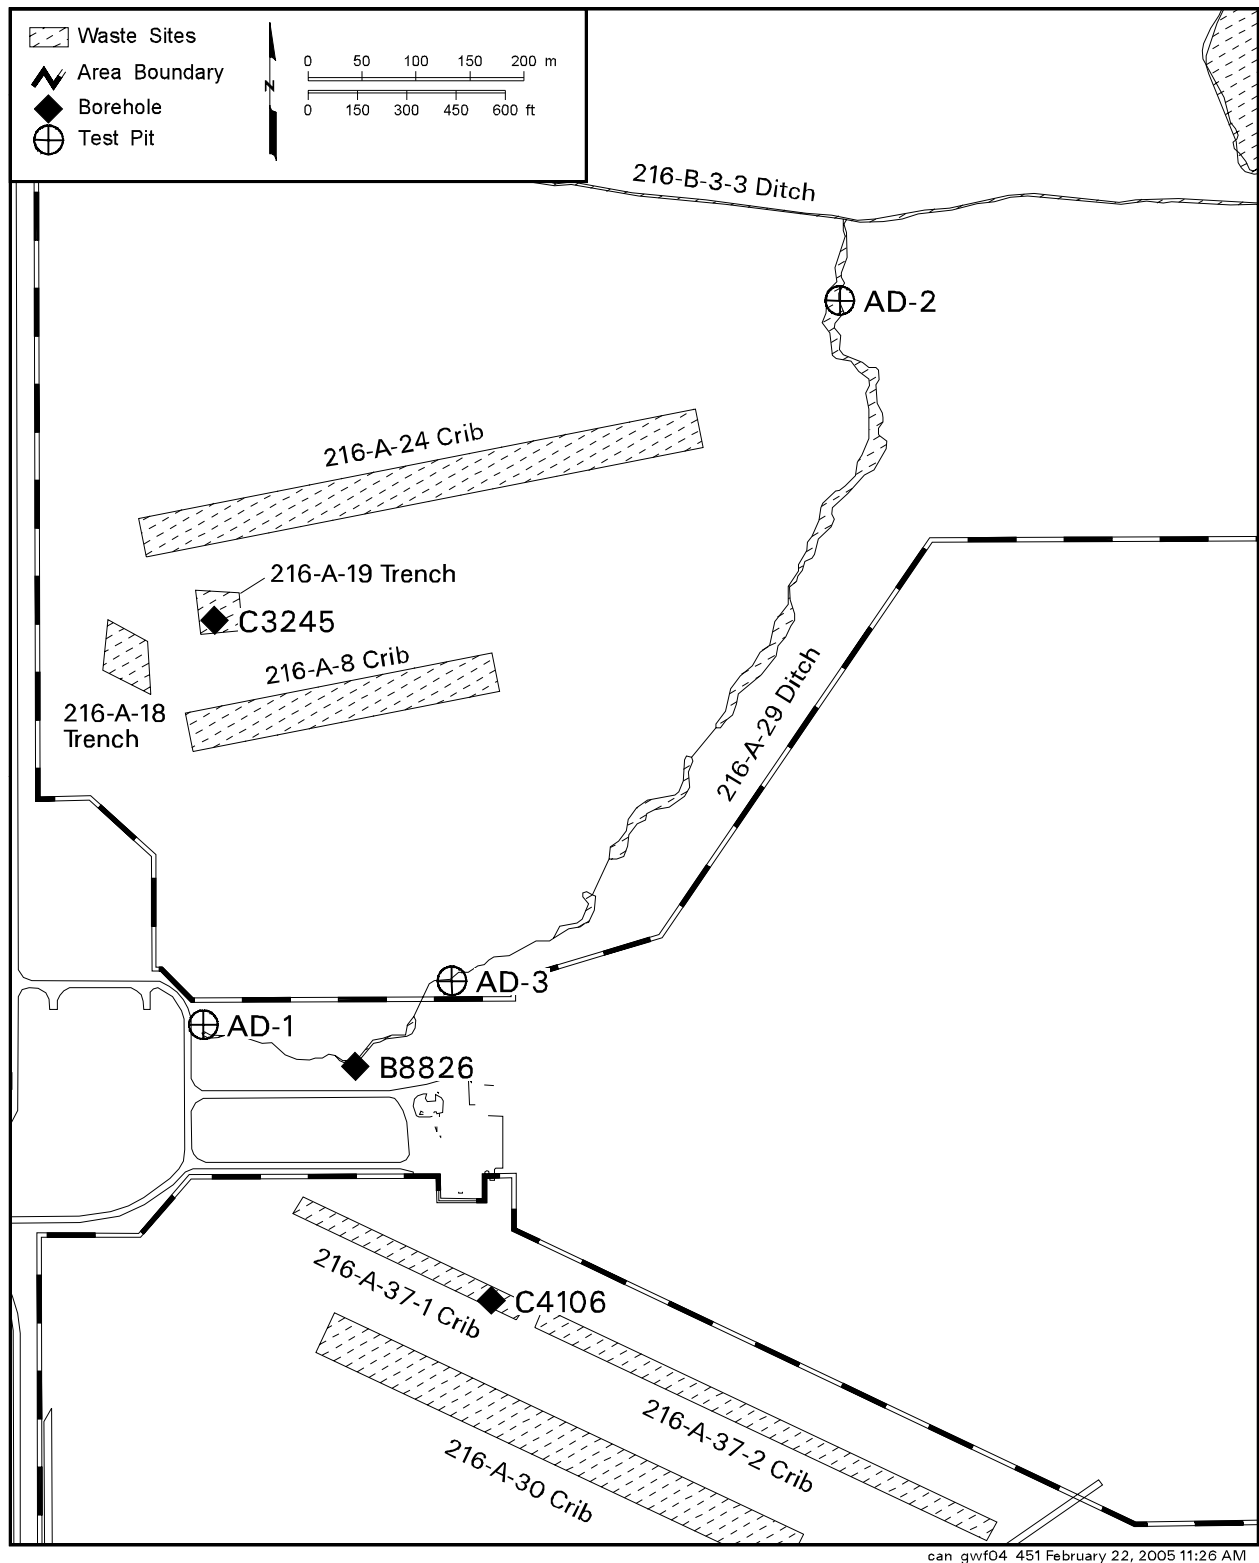 Waste Sites
Area Boundary
Borehole
Test Pit
N
0 50 100 150 200 m
0 150 300 450 600 ft
216-B-3-3 Ditch
AD-2
216-A-24 Crib
216-A-19 Trench
C3245
216-A-8 Crib
216-A-18
Trench
216-A-29 Ditch
AD-3
AD-1
B8826
216-A-37-1 Crib
C4106
216-A-37-2 Crib
216-A-30 Crib
can_gwf04_451 February 22, 2005 11:26 AM